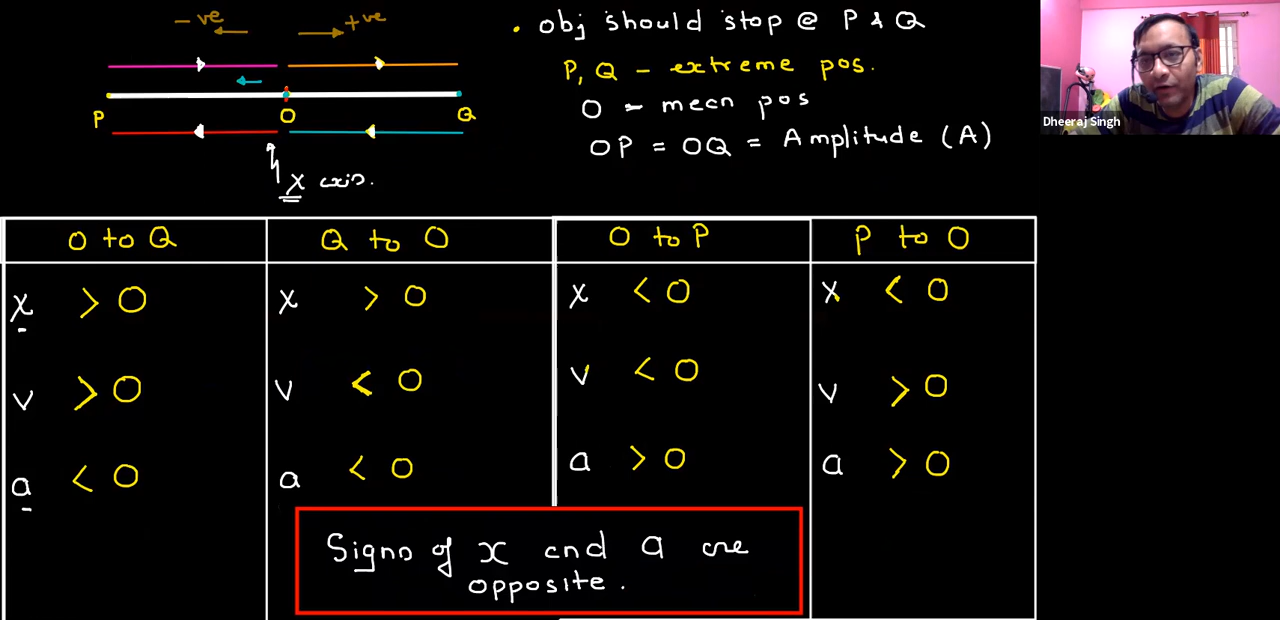 -ve
+ve
P
O
Q
X axis.
• obj should stop @ P & Q
P, Q - extreme pos.
O - mean pos
OP = OQ = Amplitude (A)
Dheeraj Singh
O to Q
Q to O
O to P
P to O
x > 0
x > 0
x < 0
x < 0
v > 0
v < 0
v < 0
v > 0
a < 0
a < 0
a > 0
a > 0
Signs of x and a are
opposite.